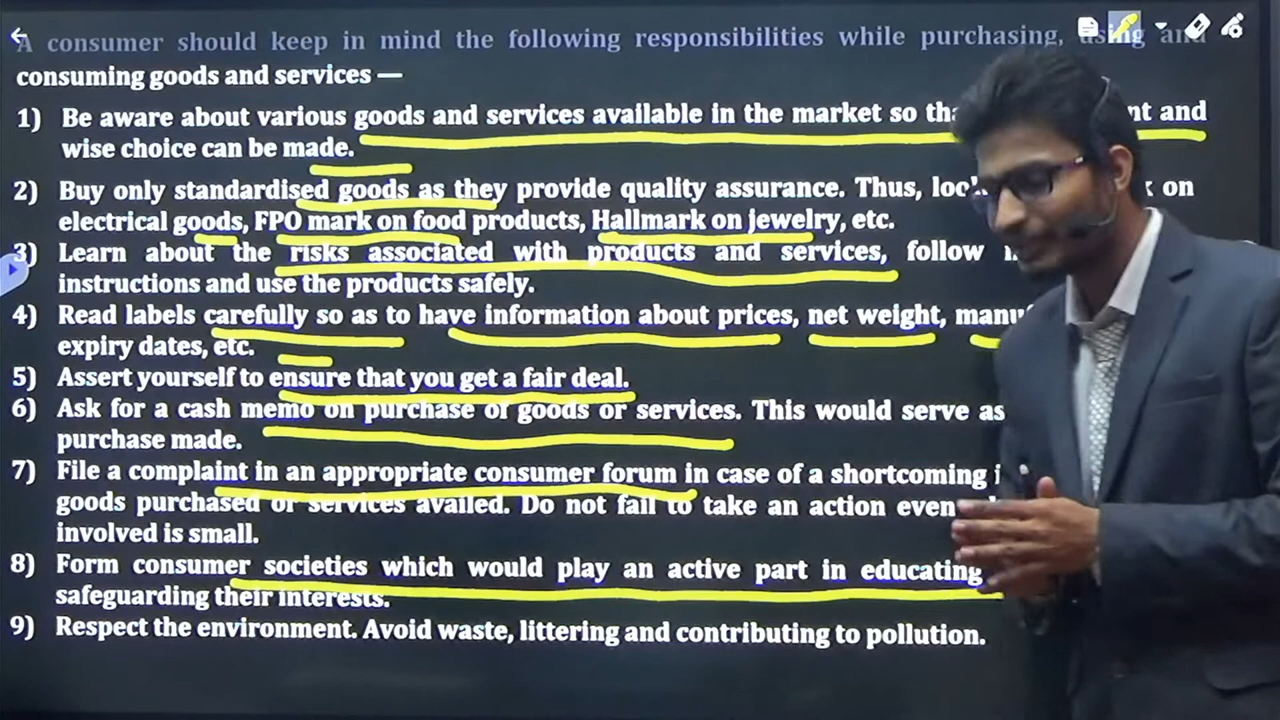 A consumer should keep in mind the following responsibilities while purchasing, using and
consuming goods and services —
1) Be aware about various goods and services available in the market so and
wise choice can be made.
2) Buy only standardised goods as they provide quality assurance. Thus, on
electrical goods, FPO mark on food products, Hallmark on jewelry, etc.
3) Learn about the risks associated with products and services, follow
instructions and use the products safely.
4) Read labels carefully so as to have information about prices, net weight,
expiry dates, etc.
5) Assert yourself to ensure that you get a fair deal.
6) Ask for a cash memo on purchase of goods or services. This would serve as
purchase made.
7) File a complaint in an appropriate consumer forum in case of a shortcoming
goods purchased or services availed. Do not fail to take an action even
involved is small.
8) Form consumer societies which would play an active part in educating
safeguarding their interests.
9) Respect the environment. Avoid waste, littering and contributing to pollution.